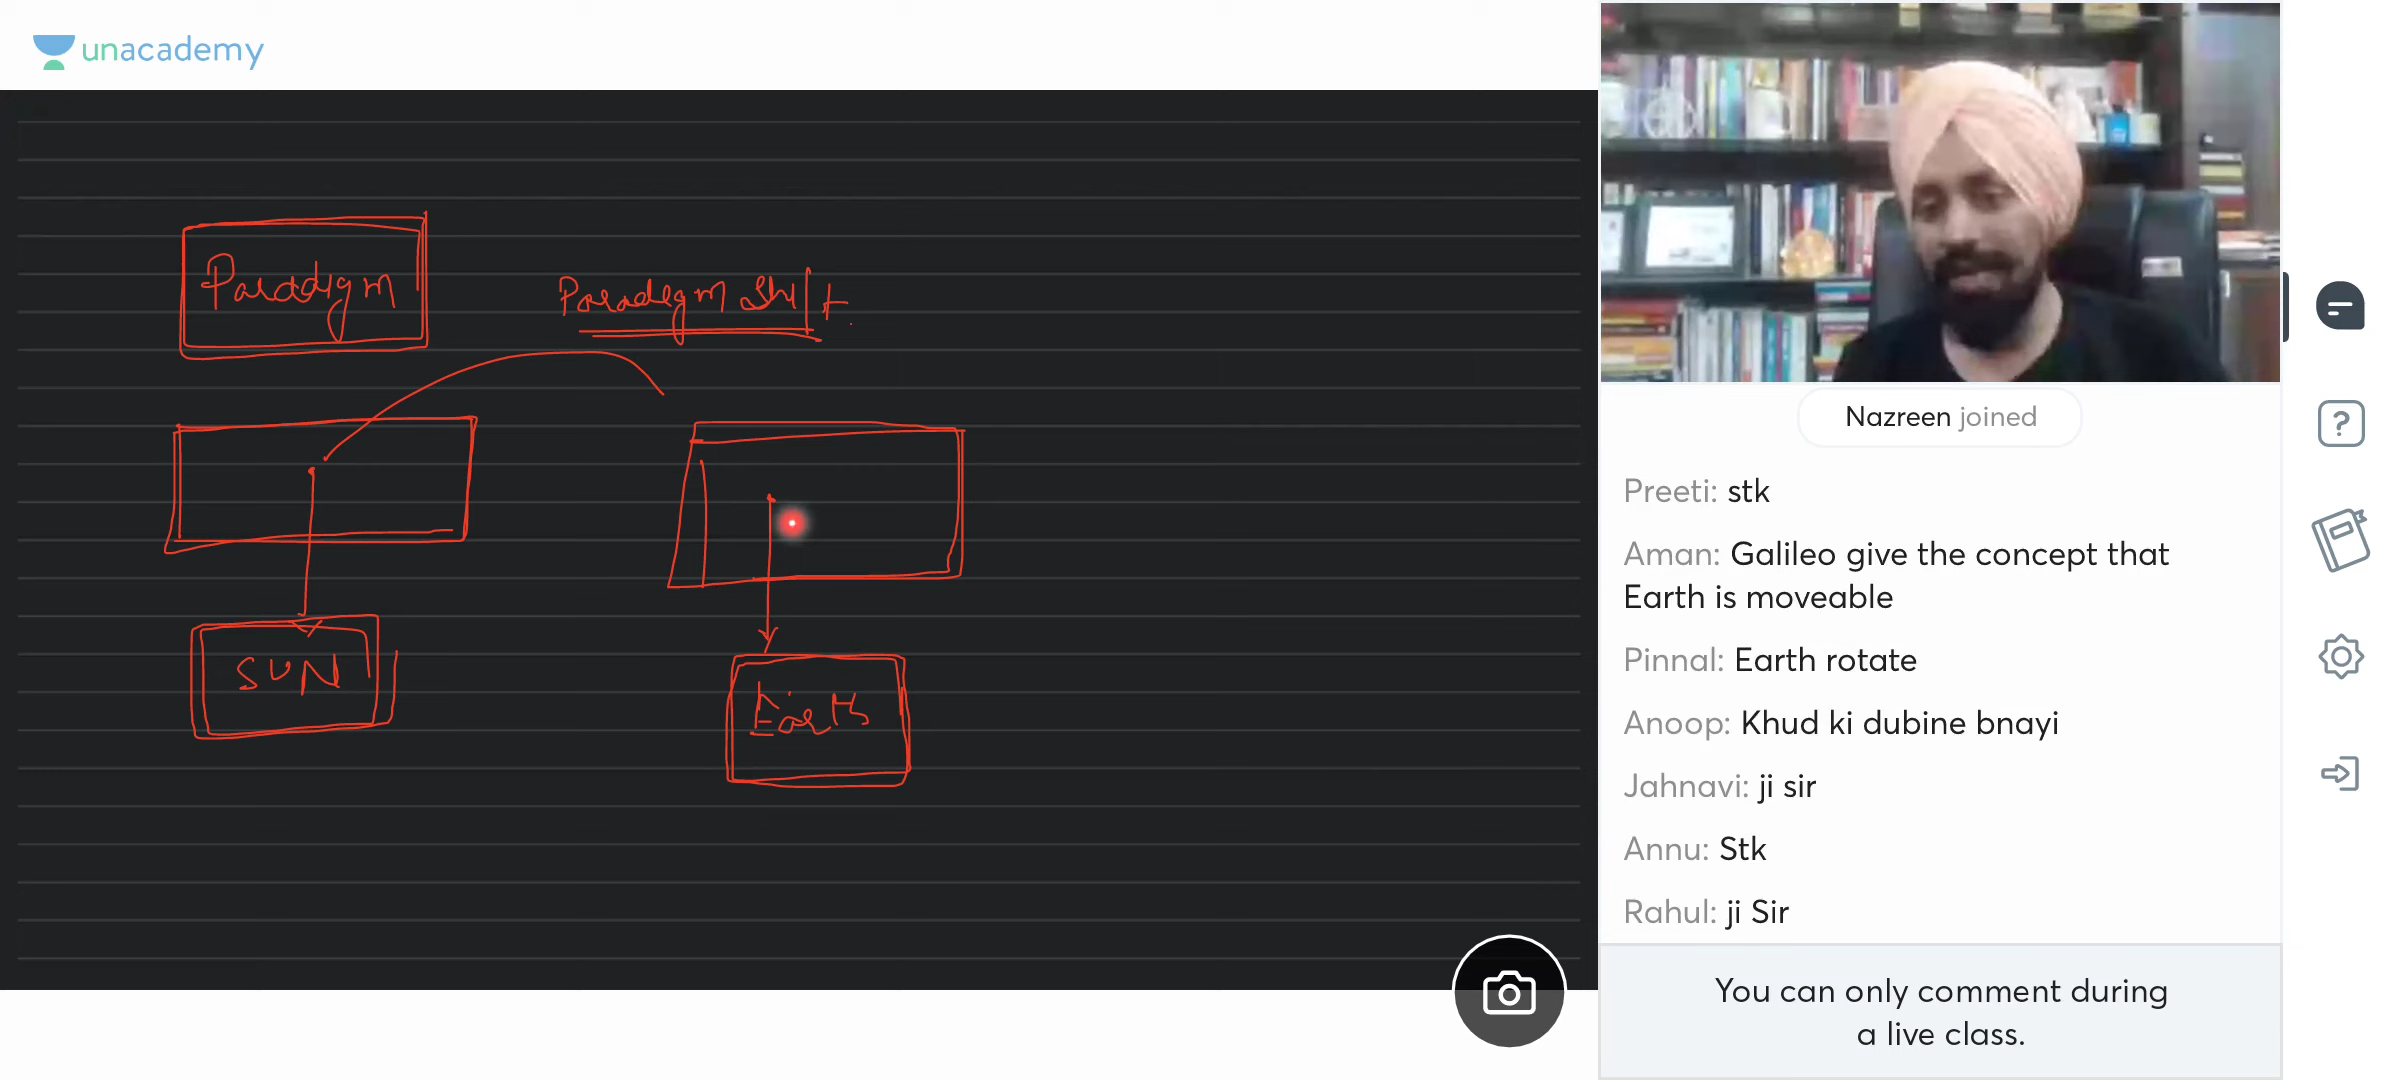 unacademy
Paradigm
Paradigm Shift
SUN
Earth
Nazreen joined
Preeti: stk
Aman: Galileo give the concept that
Earth is moveable
Pinnal: Earth rotate
Anoop: Khud ki dubine bnayi
Jahnavi: ji sir
Annu: Stk
Rahul: ji Sir
You can only comment during
a live class.
?